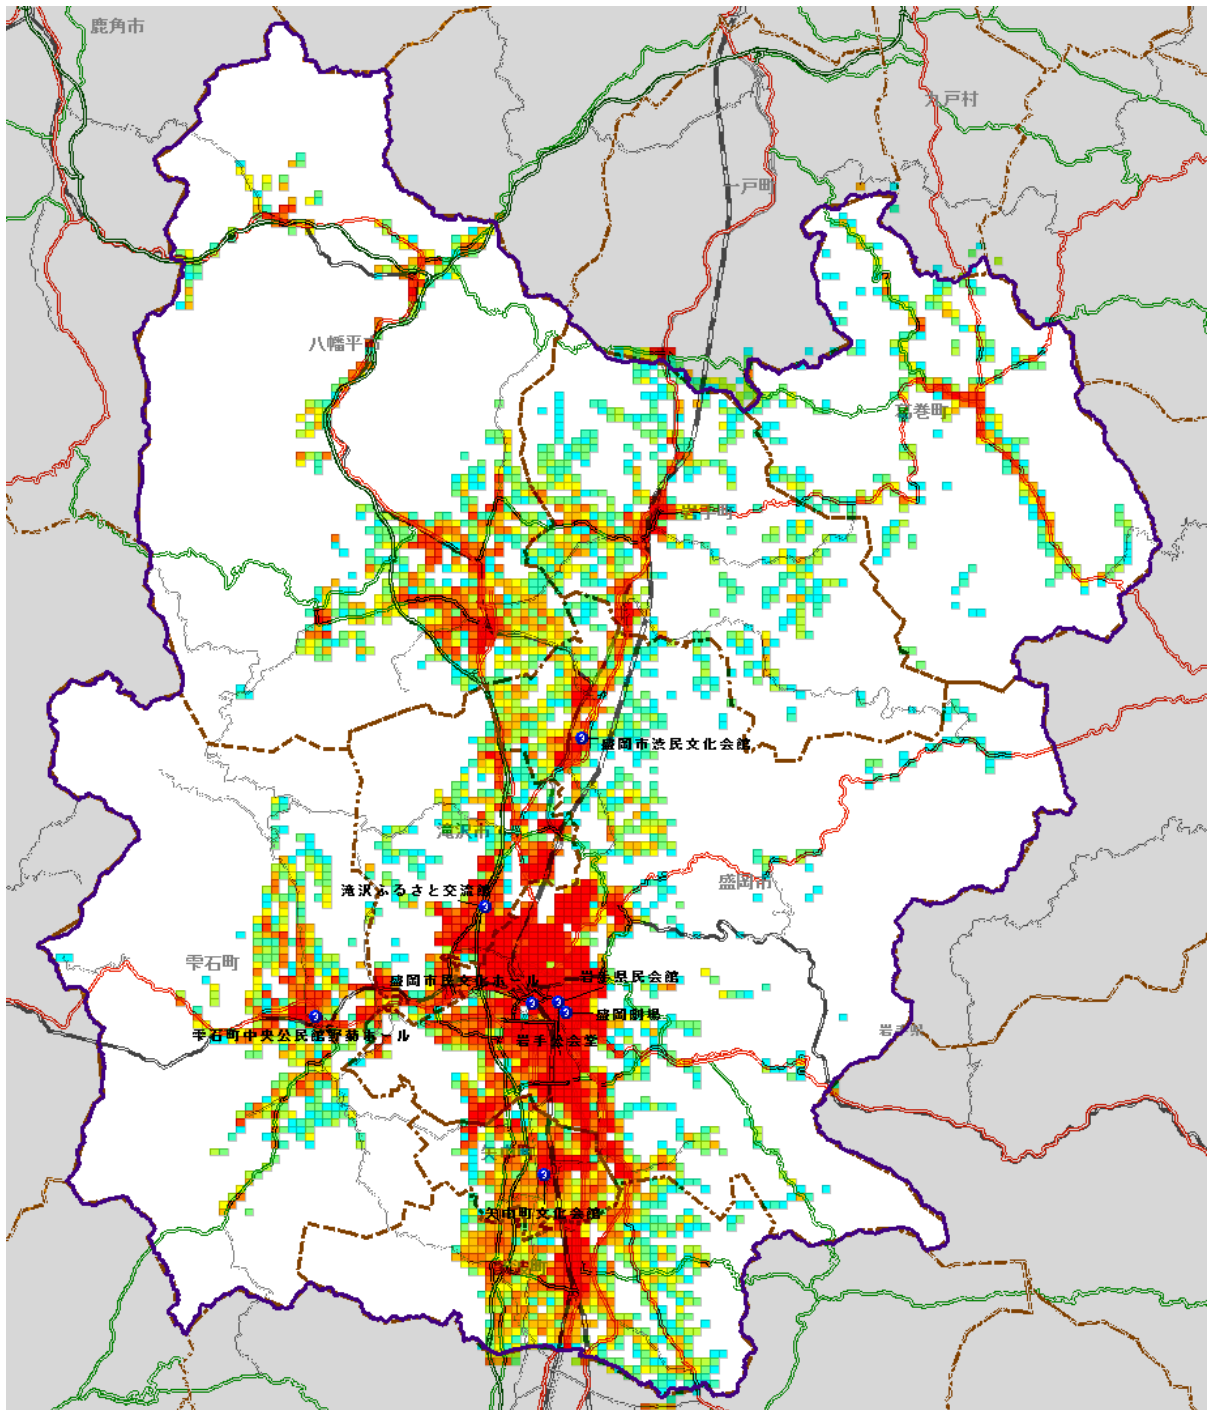 鹿角市
九戸村
一戸町
八幡平市
葛巻町
岩手町
盛岡市渋民文化会館
滝沢市
盛岡市
滝沢ふるさと交流館
雫石町
盛岡市民文化ホール
岩手県民会館
盛岡劇場
雫石町中央公民館野菊ホール
岩手公会堂
矢巾町文化会館